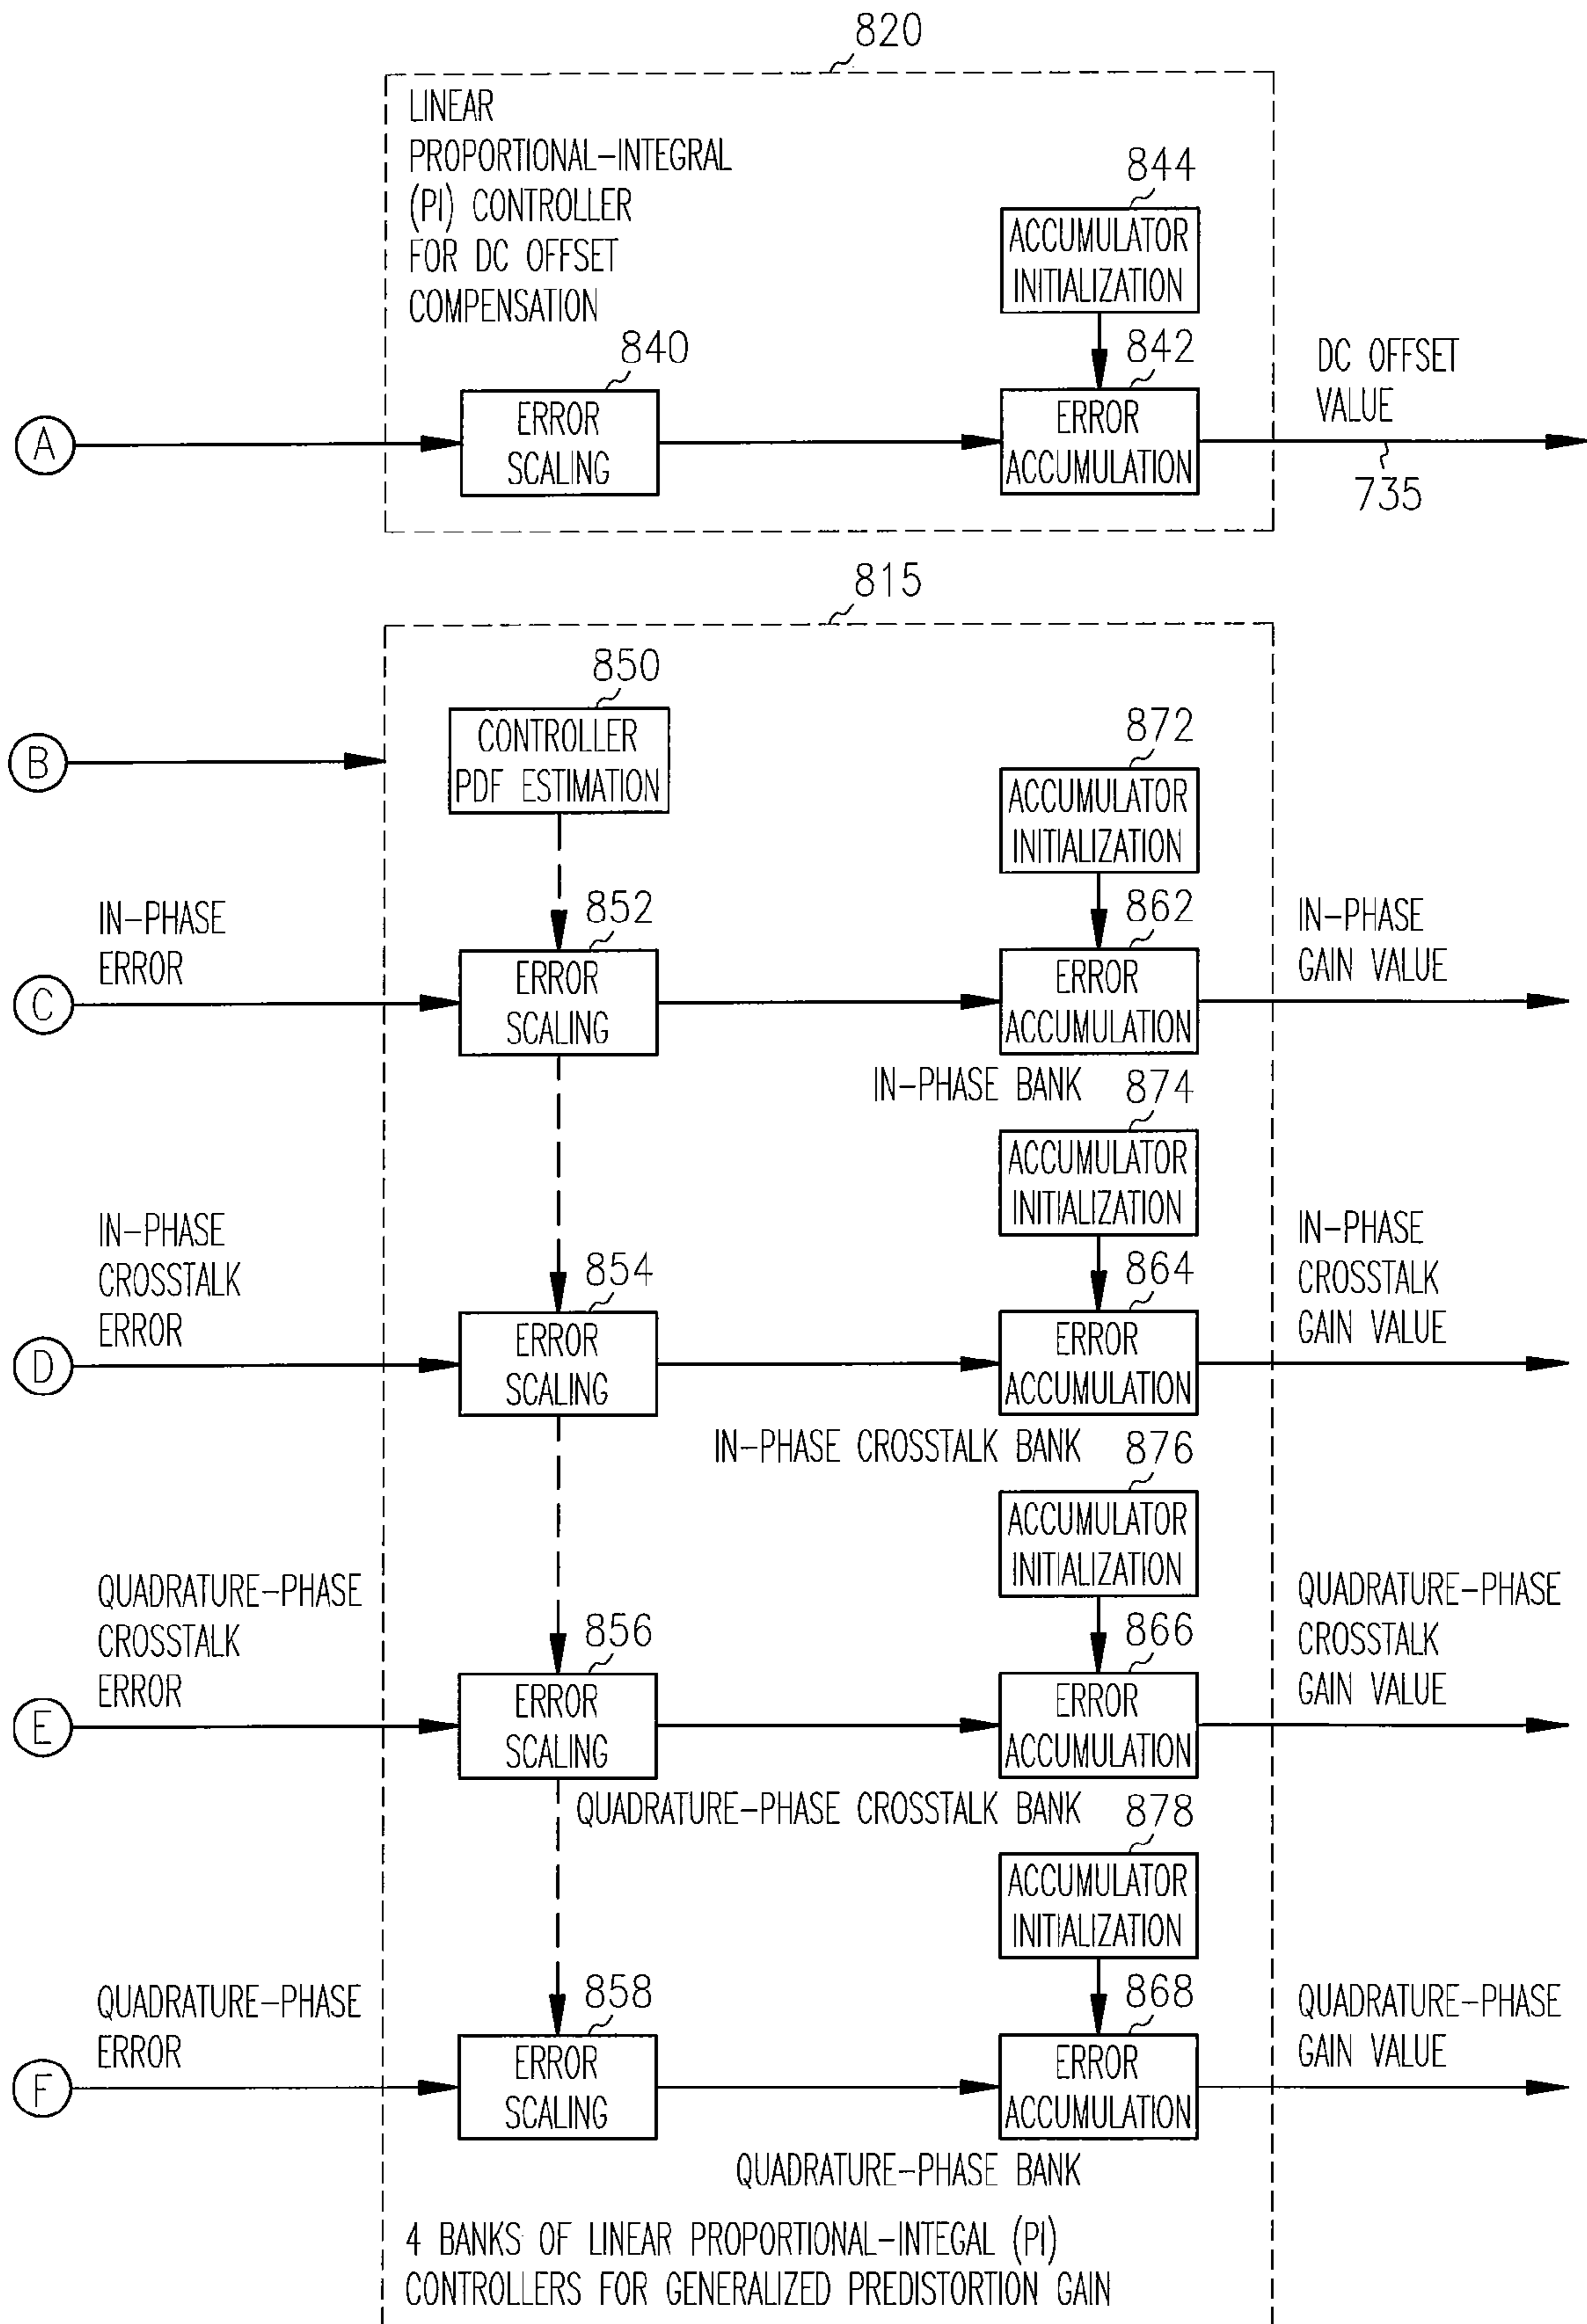 820
LINEAR
PROPORTIONAL-INTEGRAL
(PI) CONTROLLER
FOR DC OFFSET
COMPENSATION
844
ACCUMULATOR
INITIALIZATION
840
842
A
ERROR
SCALING
ERROR
ACCUMULATION
DC OFFSET
VALUE
735
815
B
850
CONTROLLER
PDF ESTIMATION
872
ACCUMULATOR
INITIALIZATION
IN-PHASE
ERROR
C
852
ERROR
SCALING
862
ERROR
ACCUMULATION
IN-PHASE
GAIN VALUE
IN-PHASE BANK
874
ACCUMULATOR
INITIALIZATION
IN-PHASE
CROSSTALK
ERROR
D
854
ERROR
SCALING
864
ERROR
ACCUMULATION
IN-PHASE
CROSSTALK
GAIN VALUE
IN-PHASE CROSSTALK BANK
876
ACCUMULATOR
INITIALIZATION
QUADRATURE-PHASE
CROSSTALK
ERROR
E
856
ERROR
SCALING
866
ERROR
ACCUMULATION
QUADRATURE-PHASE
CROSSTALK
GAIN VALUE
QUADRATURE-PHASE CROSSTALK BANK
878
ACCUMULATOR
INITIALIZATION
QUADRATURE-PHASE
ERROR
F
858
ERROR
SCALING
868
ERROR
ACCUMULATION
QUADRATURE-PHASE
GAIN VALUE
QUADRATURE-PHASE BANK
4 BANKS OF LINEAR PROPORTIONAL-INTEGAL (PI)
CONTROLLERS FOR GENERALIZED PREDISTORTION GAIN